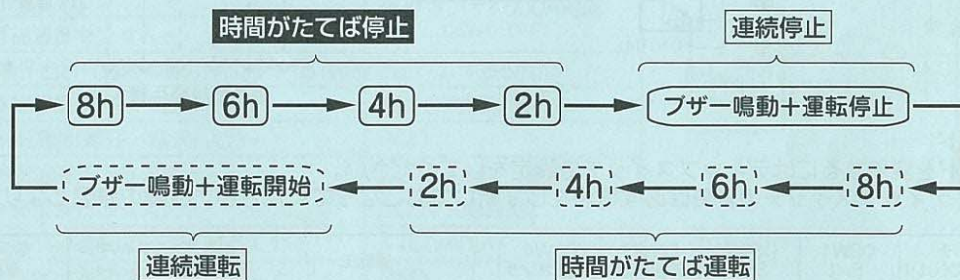 時間がたてば停止 連続停止
8h 6h 4h 2h ブザー鳴動+運転停止
ブザー鳴動+運転開始 2h 4h 6h 8h
連続運転 時間がたてば運転